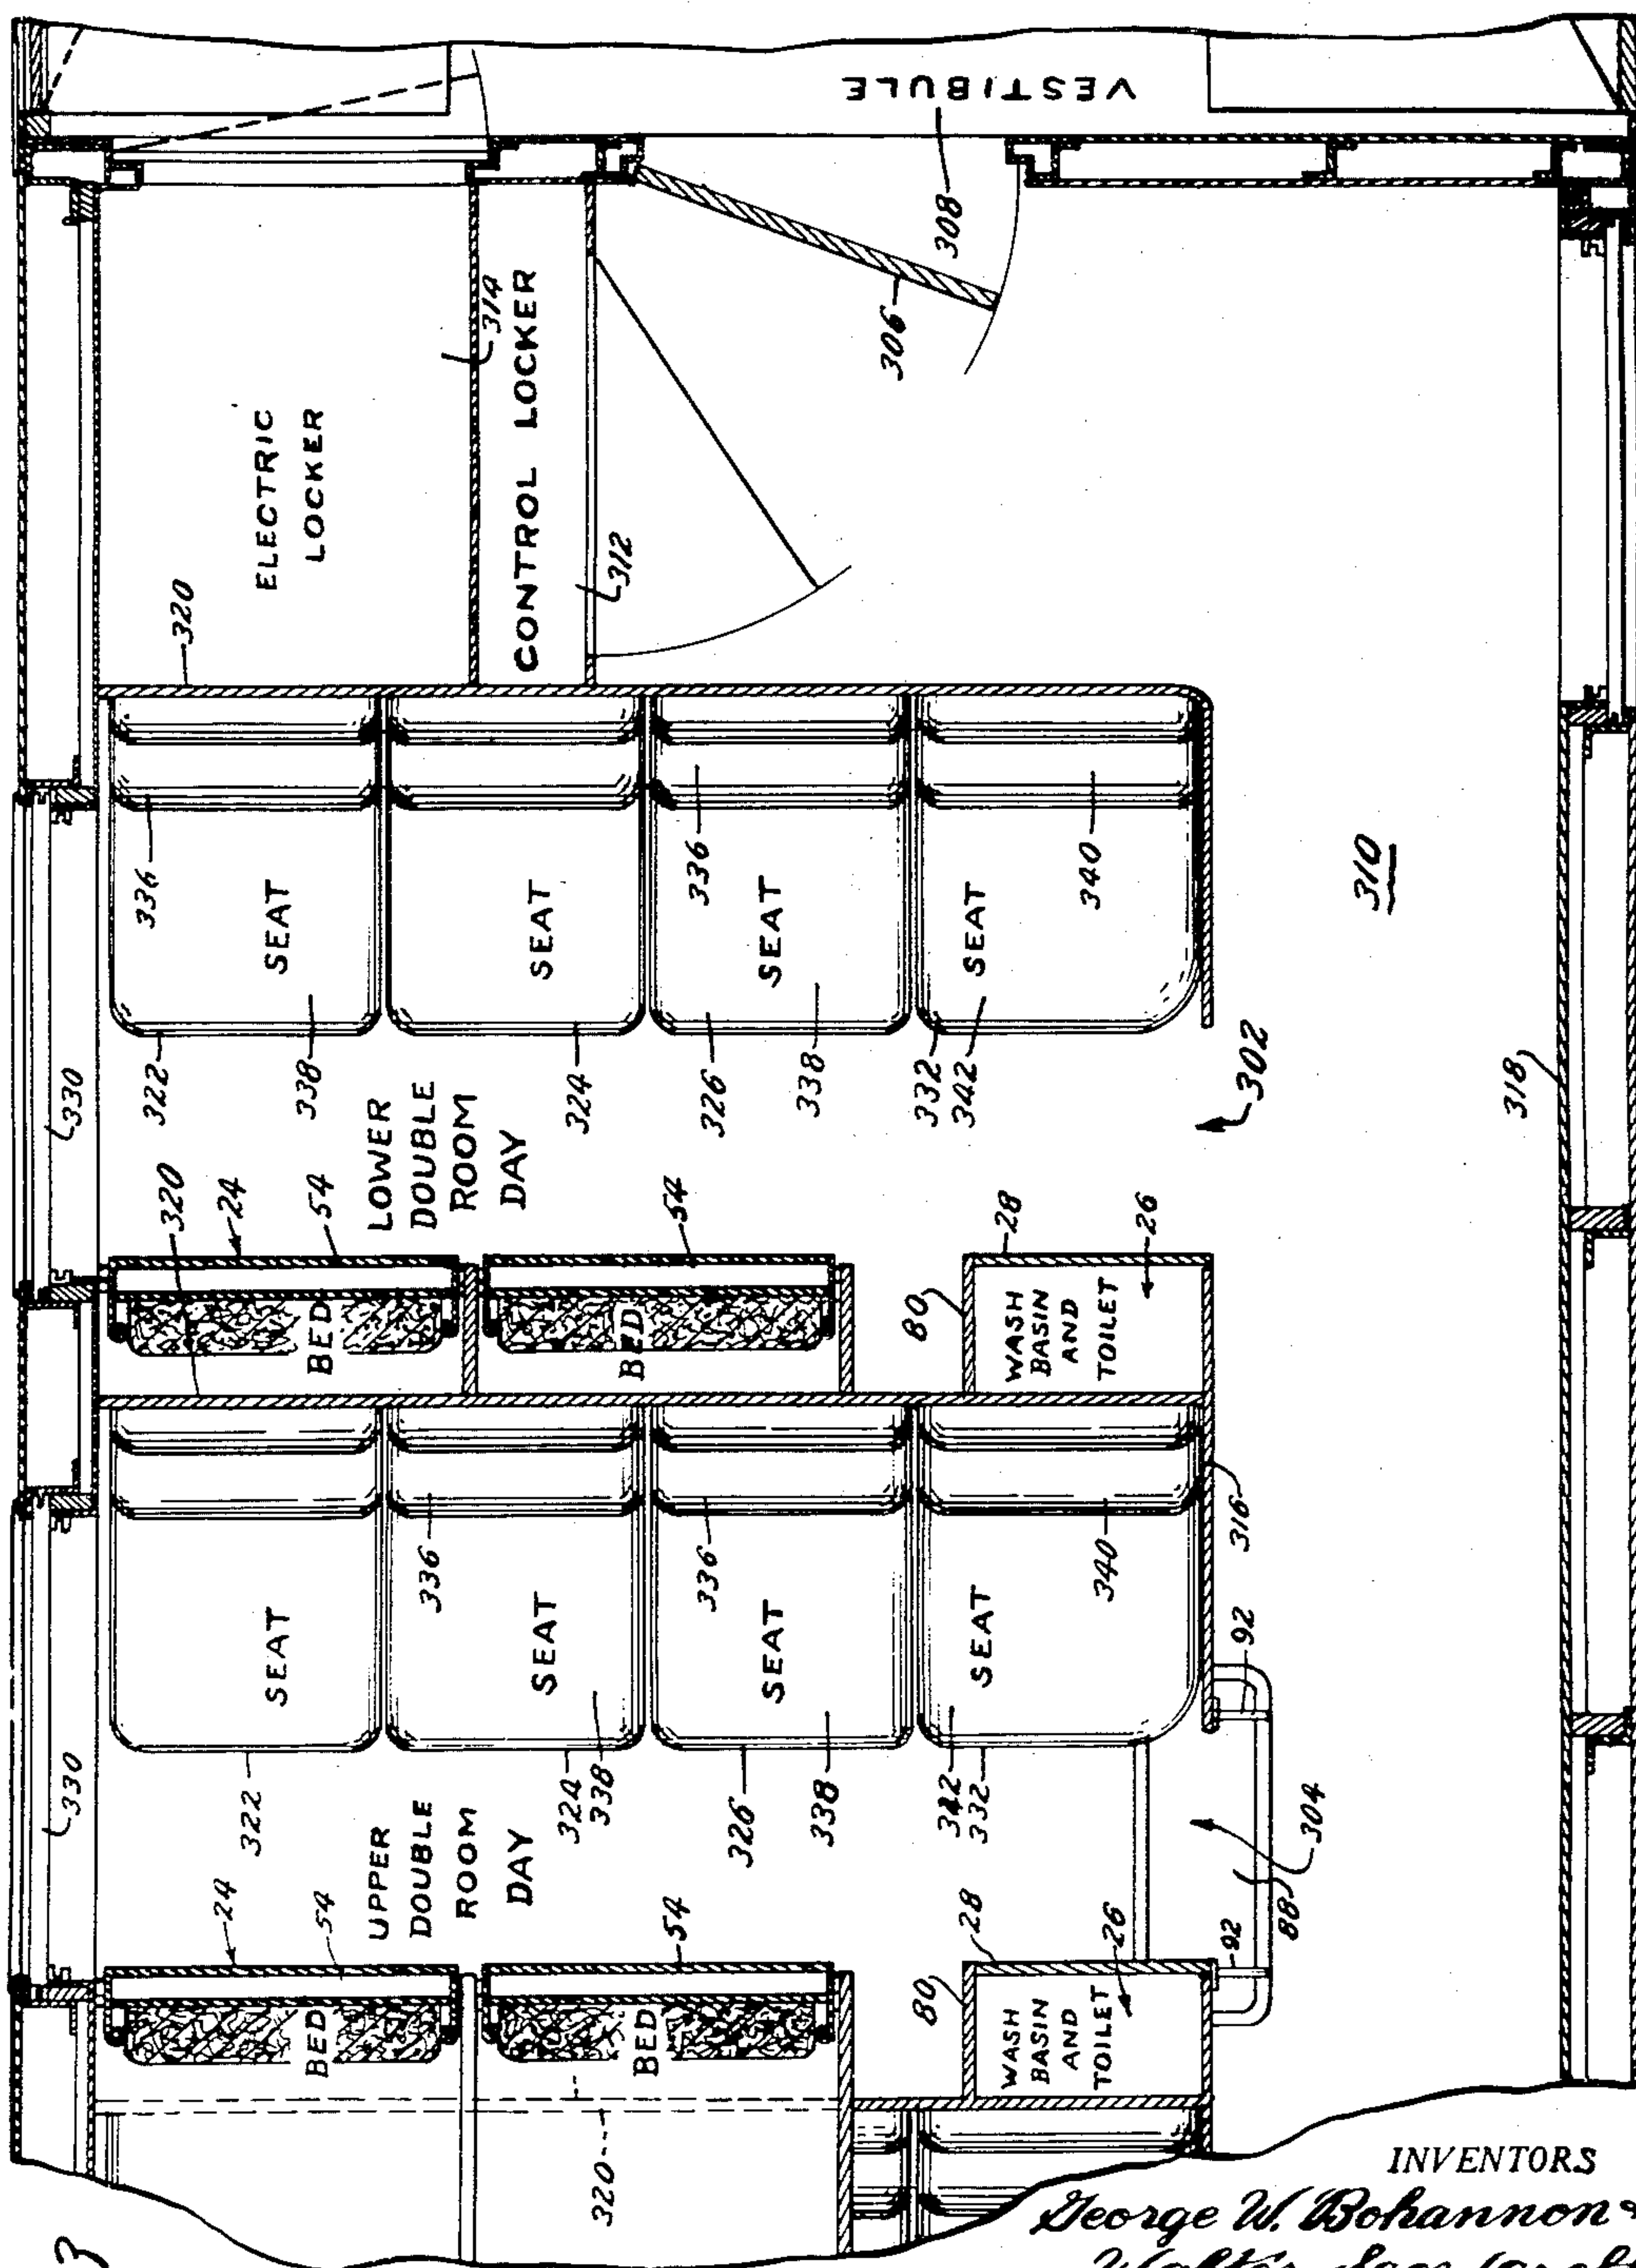 VESTIBULE
308
306
314
ELECTRIC
LOCKER
CONTROL LOCKER
312
320
336
SEAT
338
322
SEAT
324
336
SEAT
338
326
340
SEAT
332
342
302
310
318
330
LOWER
DOUBLE
ROOM
DAY
320
24
54
BED
54
BED
80
28
26
WASH
BASIN
AND
TOILET
SEAT
322
336
SEAT
324
338
336
SEAT
326
338
340
SEAT
342
332
316
92
304
88
92
330
UPPER
DOUBLE
ROOM
DAY
24
54
BED
54
BED
80
28
26
WASH
BASIN
AND
TOILET
320
3
INVENTORS
George W. Bohannon &